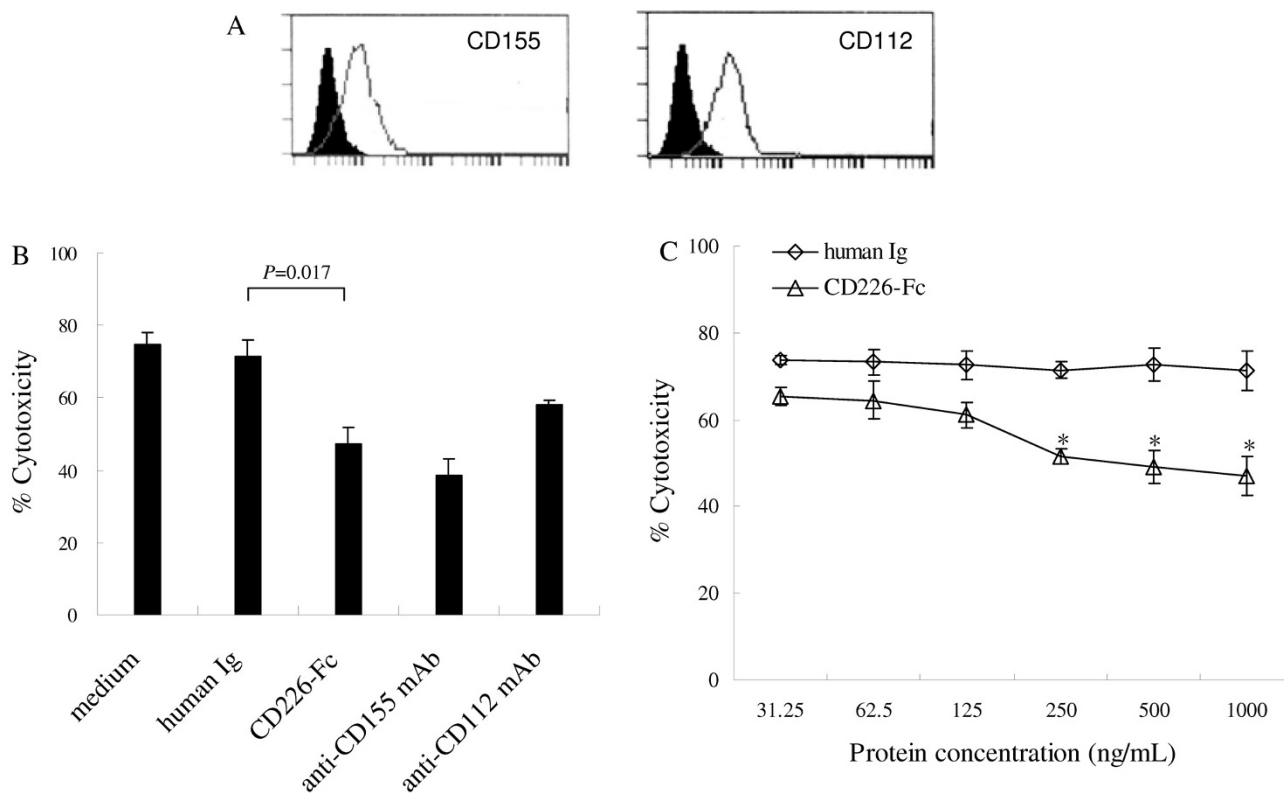 A
CD155
CD112
B
% Cytotoxicity
100
80
60
40
20
0
P=0.017
medium
human Ig
CD226-Fc
anti-CD155 mAb
anti-CD112 mAb
C
% Cytotoxicity
100
80
60
40
20
0
human Ig
CD226-Fc
* * *
31.25 62.5 125 250 500 1000
Protein concentration (ng/mL)